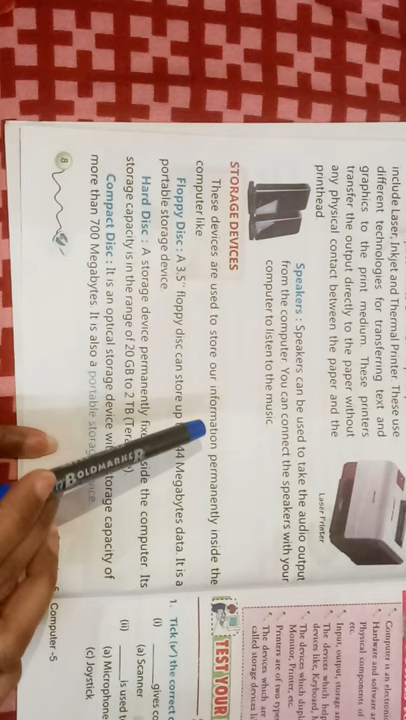 include Laser, Inkjet and Thermal Printer. These use
different technologies for transferring text and
graphics to the print medium. These printers
transfer the output directly to the paper without
any physical contact between the paper and the
printhead.
Laser Printer
Speakers : Speakers can be used to take the audio output
from the computer. You can connect the speakers with your
computer to listen to the music.
STORAGE DEVICES
These devices are used to store our information permanently inside the
computer like
Floppy Disc : A 3.5" floppy disc can store up 44 Megabytes data. It is a
portable storage device
Hard Disc : A storage device permanently fixed side the computer. Its
storage capacity is in the range of 20 GB to 2 TB
Compact Disc : It is an optical storage device storage capacity of
more than 700 Megabytes. It is also a portable storage
8
BOLDMARKER
Computer -5
Computer is an electronic
Hardware and software
Physical components of
etc.
Input, output, storage
The devices which help
devices like, Keyboard,
The devices which displ
Monitor, Printer, etc.
Printers are of two types
The devices which are
called storage devices li
TEST YOUR
1. Tick (✓) the correct
(i) gives
(a) Scanner
(ii) is used t
(a) Microphone
(c) Joystick